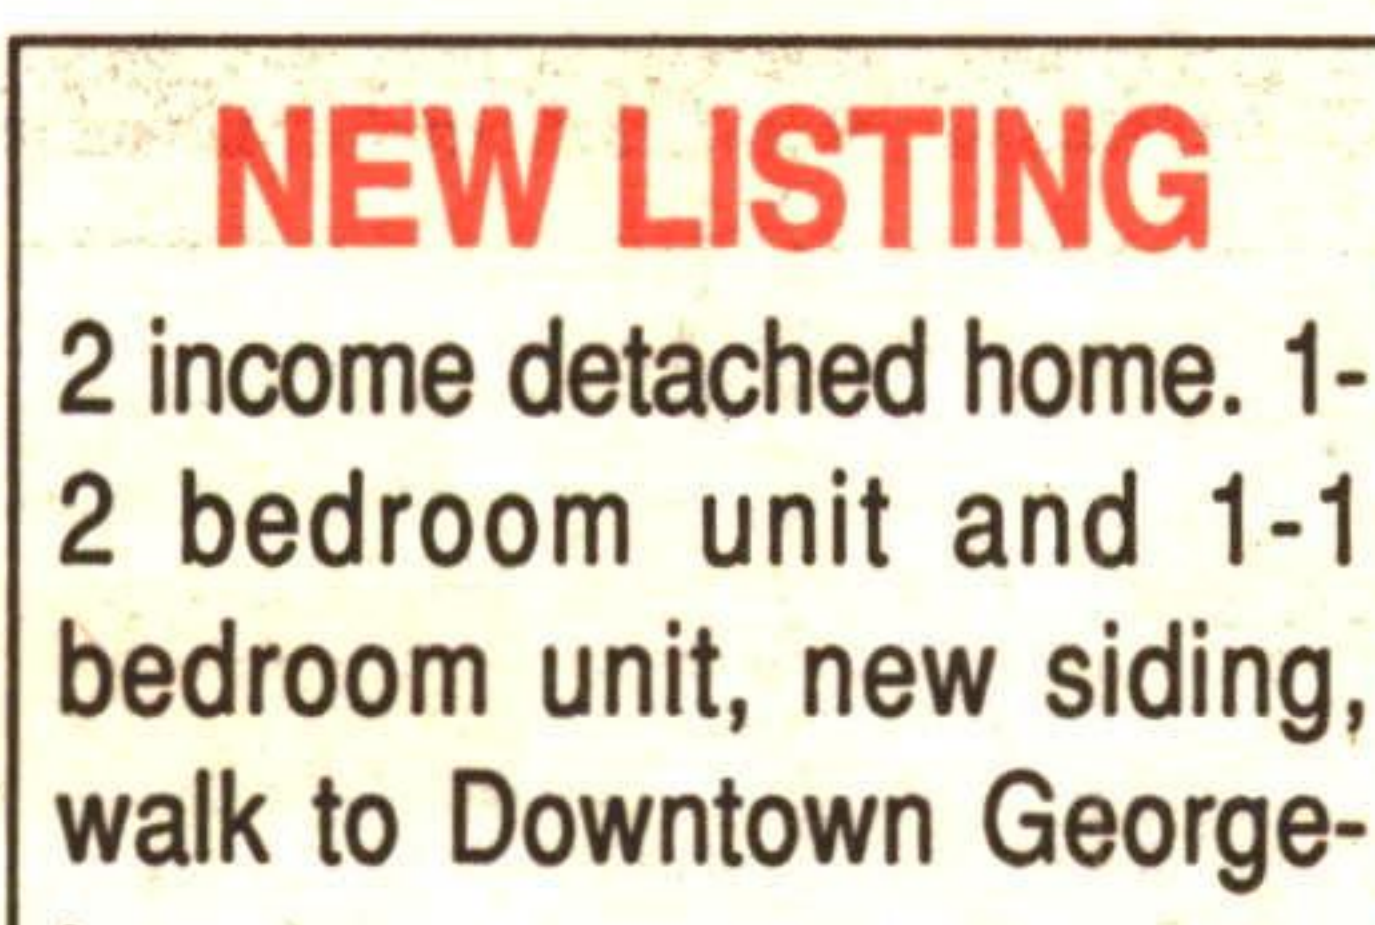 NEW LISTING
2 income detached home. 1-
2 bedroom unit and 1-1
bedroom unit, new siding,
walk to Downtown George-